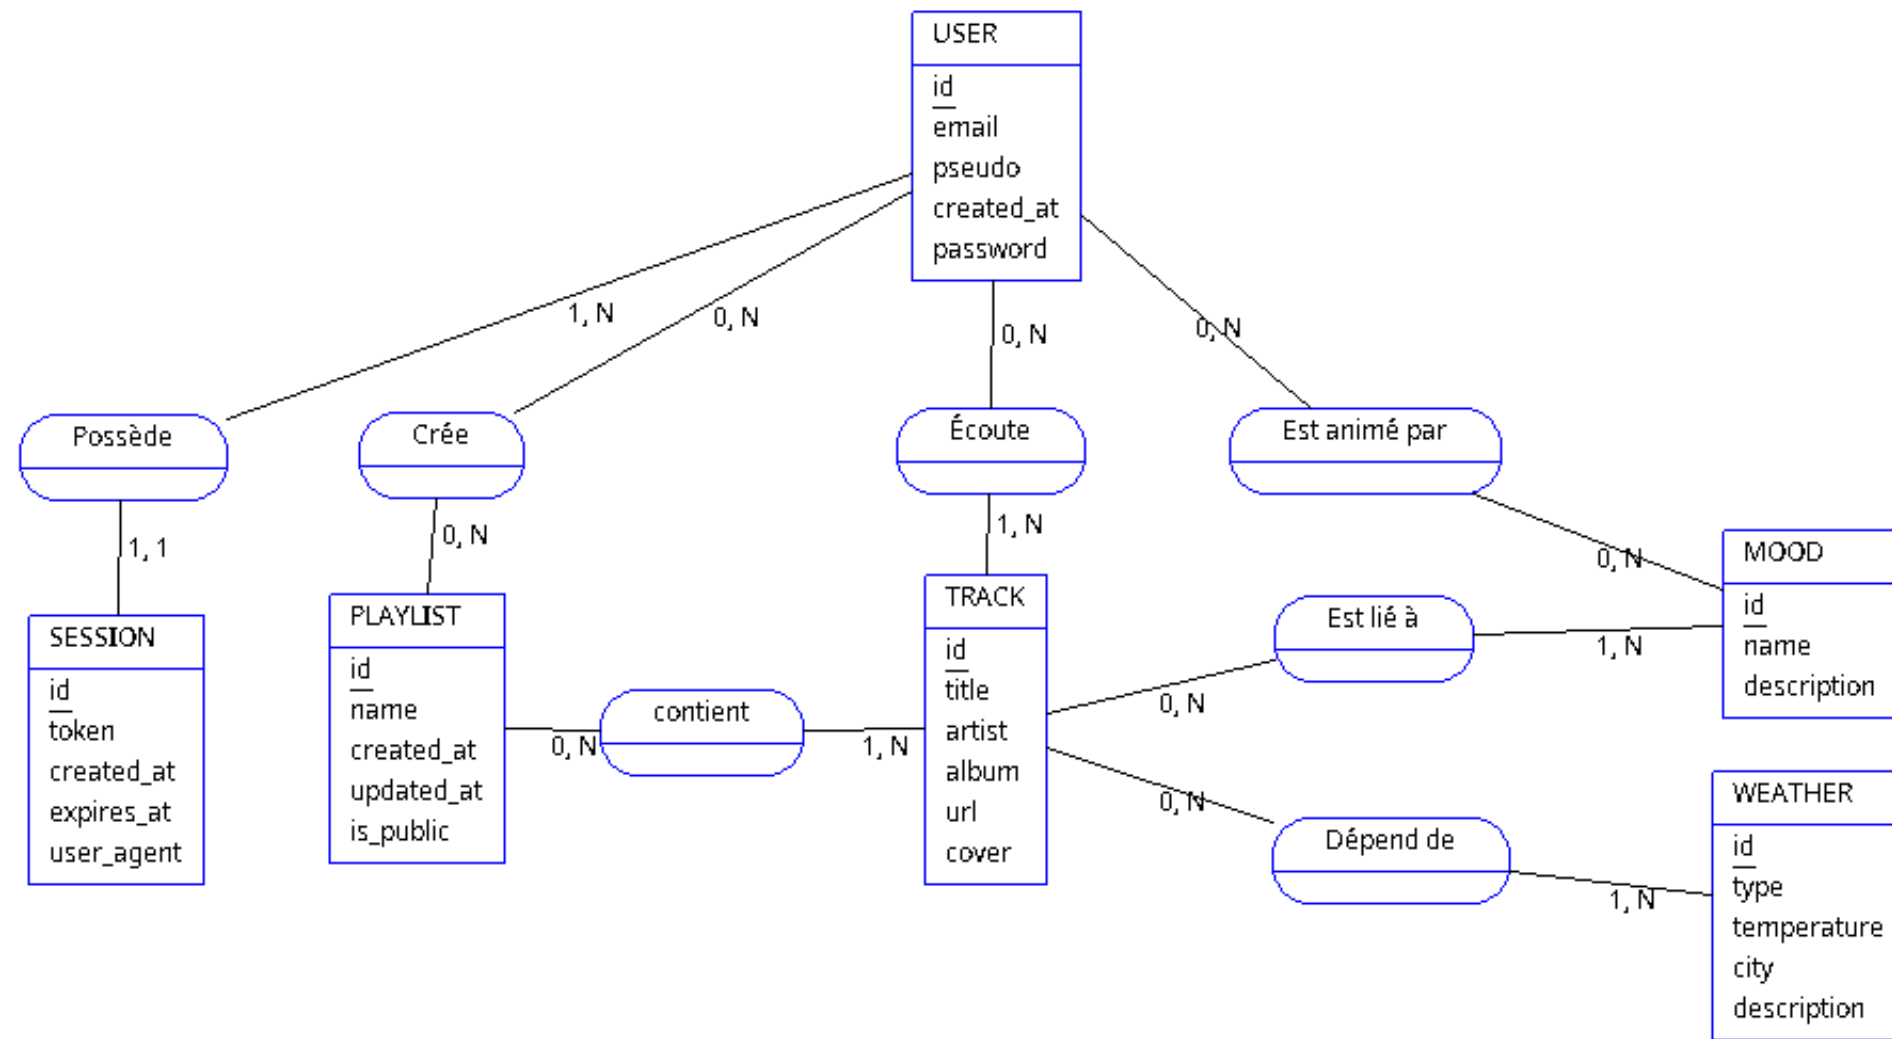 USER
id
email
pseudo
created_at
password
1, N
0, N
0, N
0, N
Possède
Crée
Écoute
Est animé par
1, 1
0, N
1, N
0, N
SESSION
id
token
created_at
expires_at
user_agent
PLAYLIST
id
name
created_at
updated_at
is_public
0, N
contient
1, N
TRACK
id
title
artist
album
url
cover
0, N
Est lié à
1, N
MOOD
id
name
description
0, N
Dépend de
1, N
WEATHER
id
type
temperature
city
description